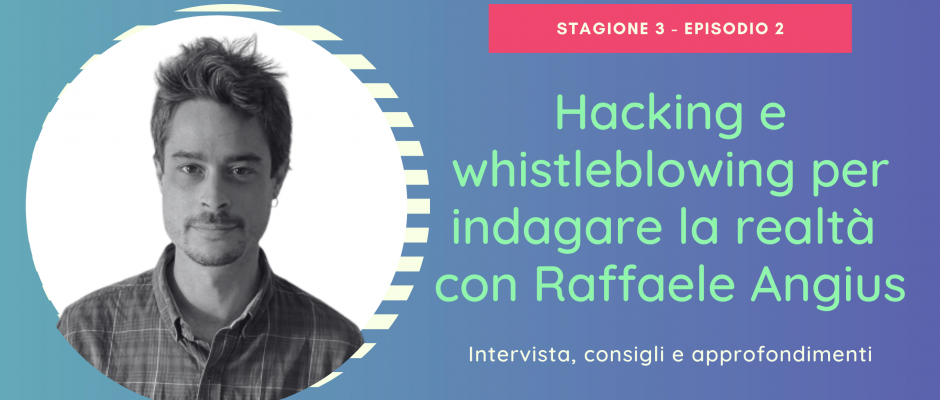 STAGIONE 3 - EPISODIO 2
Hacking e
whistleblowing per
indagare la realtà
con Raffaele Angius
Intervista, consigli e approfondimenti